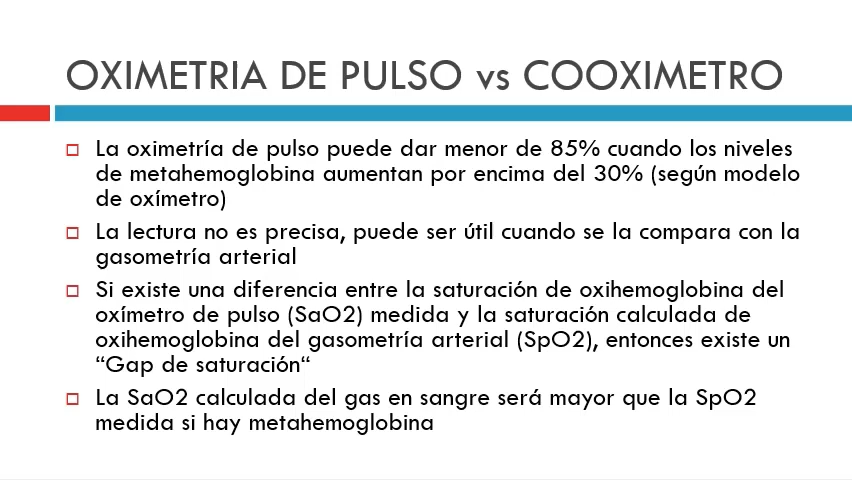 OXIMETRIA DE PULSO vs COOXIMETRO
La oximetría de pulso puede dar menor de 85% cuando los niveles
de metahemoglobina aumentan por encima del 30% (según modelo
de oxímetro)
La lectura no es precisa, puede ser útil cuando se la compara con la
gasometría arterial
Si existe una diferencia entre la saturación de oxihemoglobina del
oxímetro de pulso (SaO2) medida y la saturación calculada de
oxihemoglobina del gasometría arterial (SpO2), entonces existe un
“Gap de saturación“
La SaO2 calculada del gas en sangre será mayor que la SpO2
medida si hay metahemoglobina